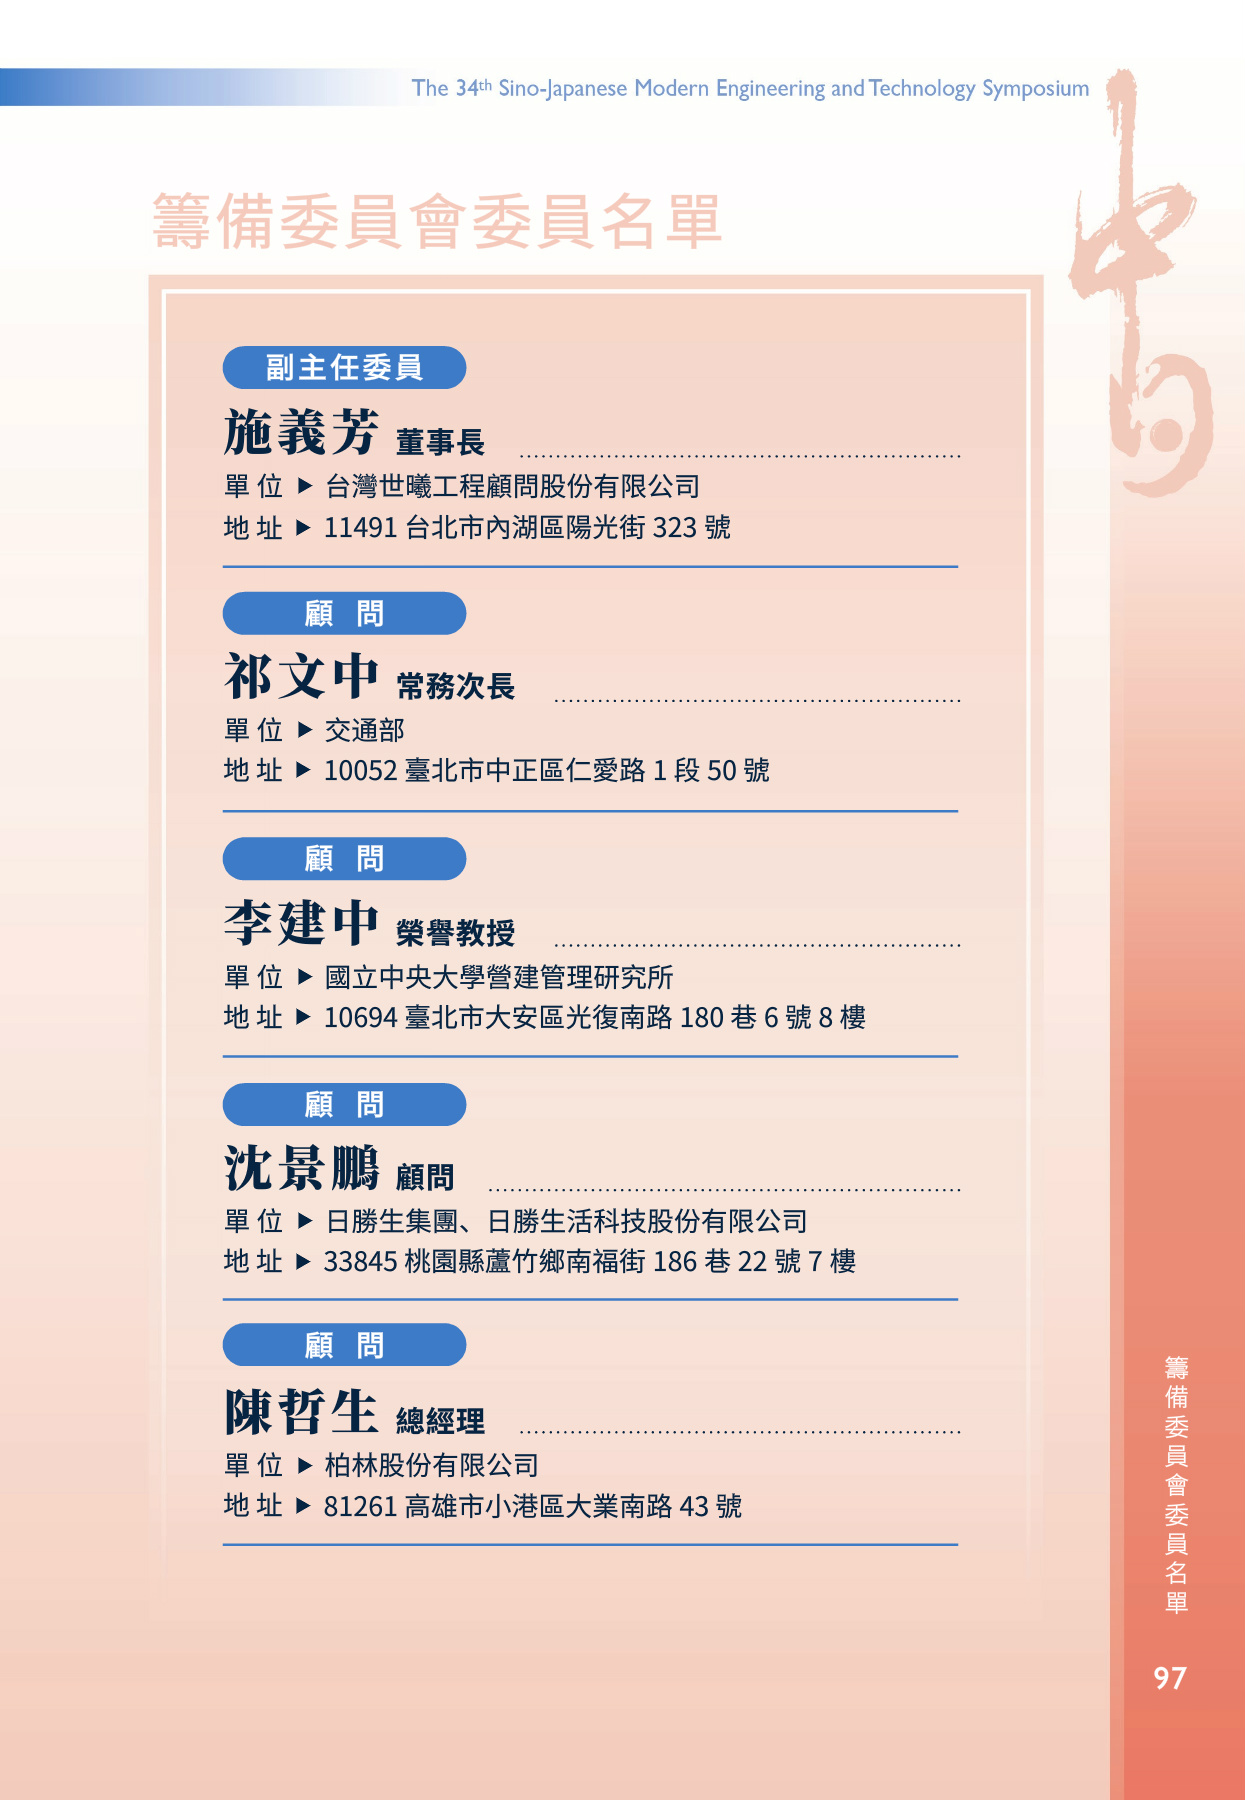 The 34th Sino-Japanese Modern Engineering and Technology Symposium
中日
籌備委員會委員名單
副主任委員
施義芳 董事長
單位 ▶ 台灣世曦工程顧問股份有限公司
地址 ▶ 11491 台北市內湖區陽光街 323 號
顧問
祁文中 常務次長
單位 ▶ 交通部
地址 ▶ 10052 臺北市中正區仁愛路 1 段 50 號
顧問
李建中 榮譽教授
單位 ▶ 國立中央大學營建管理研究所
地址 ▶ 10694 臺北市大安區光復南路 180 巷 6 號 8 樓
顧問
沈景鵬 顧問
單位 ▶ 日勝生集團、日勝生活科技股份有限公司
地址 ▶ 33845 桃園縣蘆竹鄉南福街 186 巷 22 號 7 樓
顧問
陳哲生 總經理
單位 ▶ 柏林股份有限公司
地址 ▶ 81261 高雄市小港區大業南路 43 號
籌備委員會委員名單
97